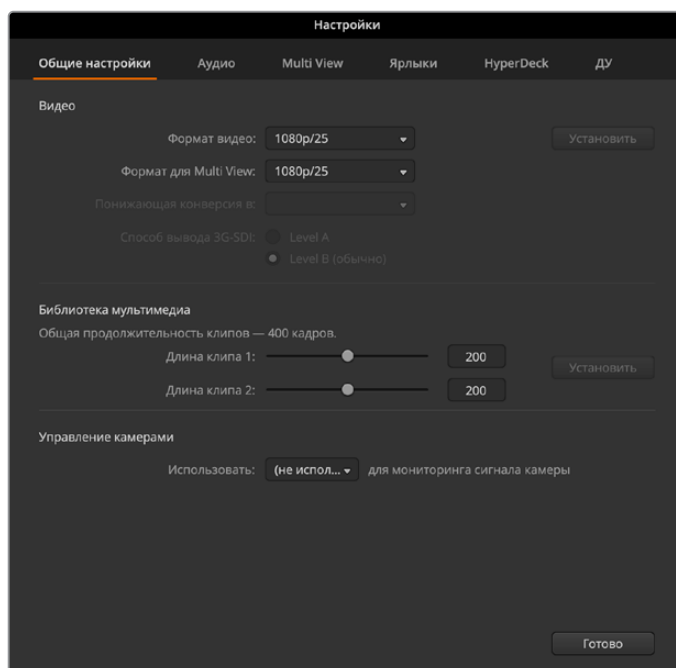 Настройки
Общие настройки Аудио Multi View Ярлыки HyperDeck ДУ
Видео
Формат видео: 1080p/25 Установить
Формат для Multi View: 1080p/25
Понижающая конверсия в:
Способ вывода 3G-SDI: Level A
Level B (обычно)
Библиотека мультимедиа
Общая продолжительность клипов — 400 кадров.
Длина клипа 1: 200
Установить
Длина клипа 2: 200
Управление камерами
Использовать: (не испол... для мониторинга сигнала камеры
Готово